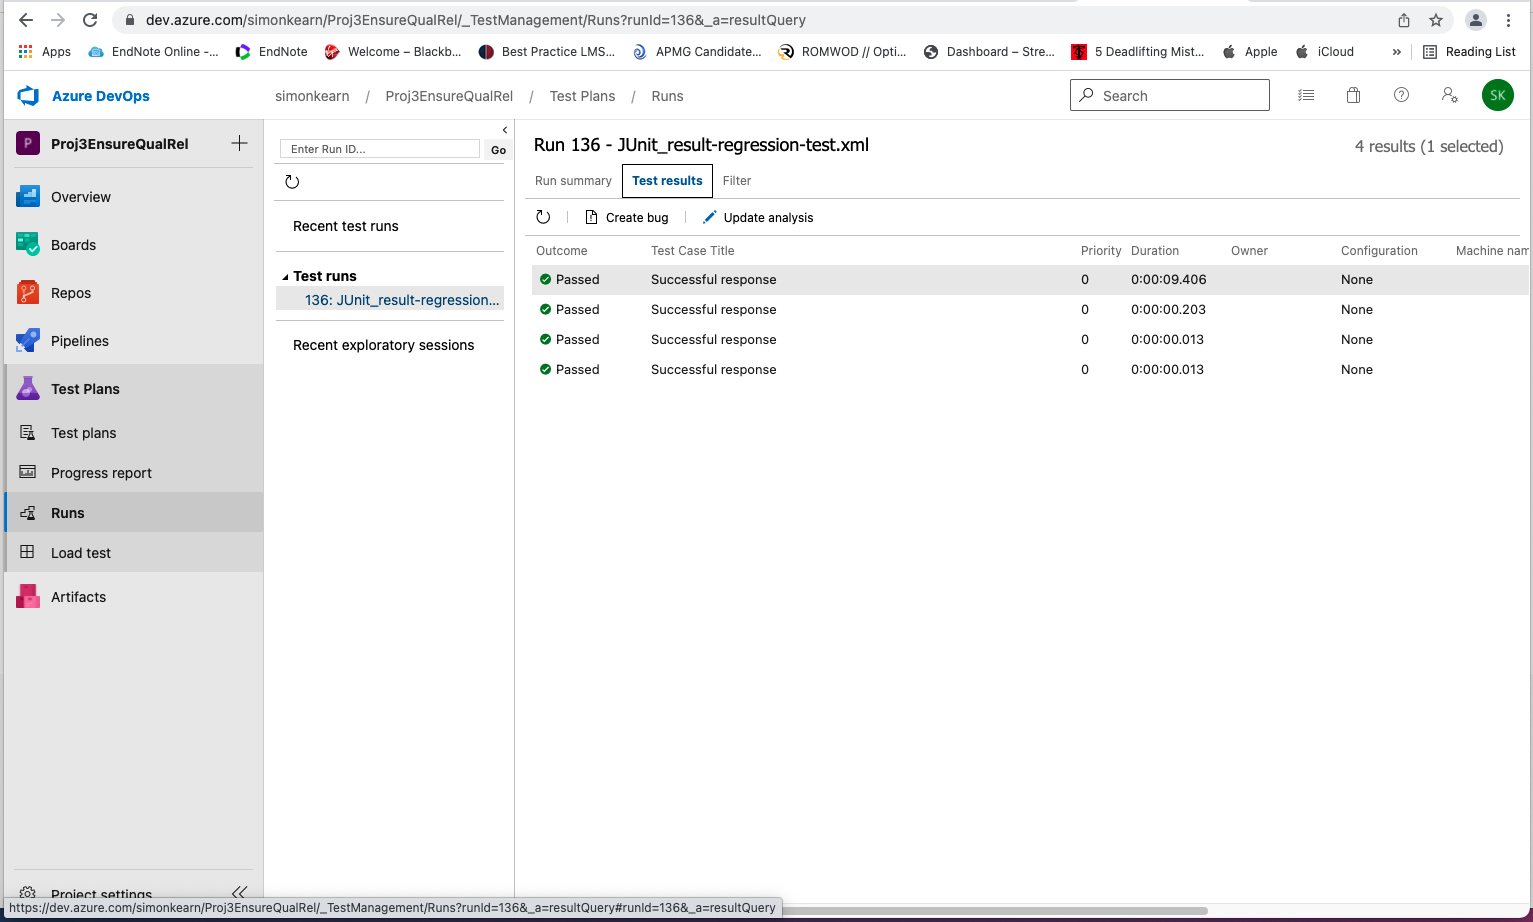 dev.azure.com/simonkearn/Proj3EnsureQualRel/_TestManagement/Runs?runId=136&_a=resultQuery
Apps EndNote Online -... EndNote Welcome – Blackb... Best Practice LMS... APMG Candidate... ROMWOD // Opti... Dashboard – Stre... 5 Deadlifting Mist... Apple iCloud » Reading List
Azure DevOps simonkearn / Proj3EnsureQualRel / Test Plans / Runs Search SK
P Proj3EnsureQualRel
Overview
Boards
Repos
Pipelines
Test Plans
Test plans
Progress report
Runs
Load test
Artifacts
Project settings
Enter Run ID... Go
Recent test runs
Test runs
136: JUnit_result-regression...
Recent exploratory sessions
Run 136 - JUnit_result-regression-test.xml 4 results (1 selected)
Run summary Test results Filter
Create bug Update analysis
Outcome Test Case Title Priority Duration Owner Configuration Machine nam
Passed Successful response 0 0:00:09.406 None
Passed Successful response 0 0:00:00.203 None
Passed Successful response 0 0:00:00.013 None
Passed Successful response 0 0:00:00.013 None
https://dev.azure.com/simonkearn/Proj3EnsureQualRel/_TestManagement/Runs?runId=136&_a=resultQuery#runId=136&_a=resultQuery